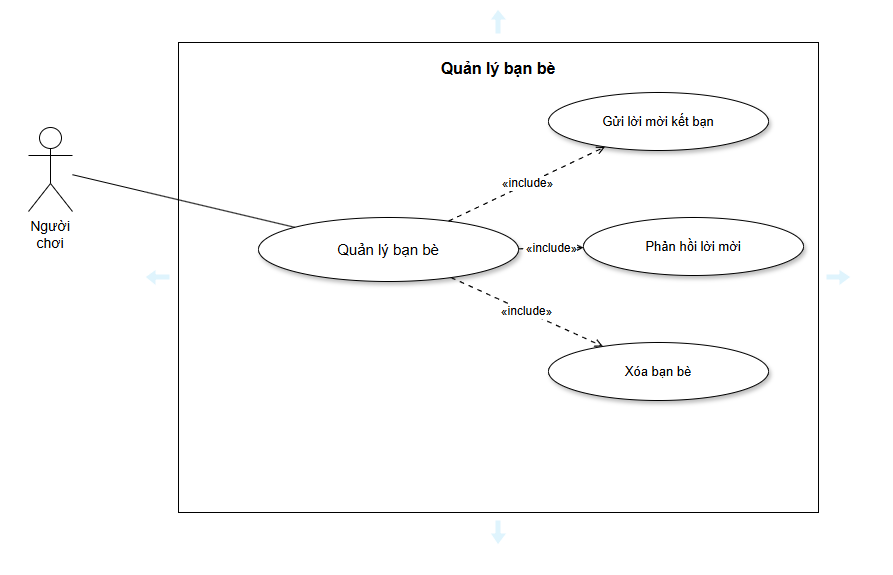 Quản lý bạn bè
Gửi lời mời kết bạn
«include»
Người
chơi
Quản lý bạn bè
«include»
Phản hồi lời mời
«include»
Xóa bạn bè